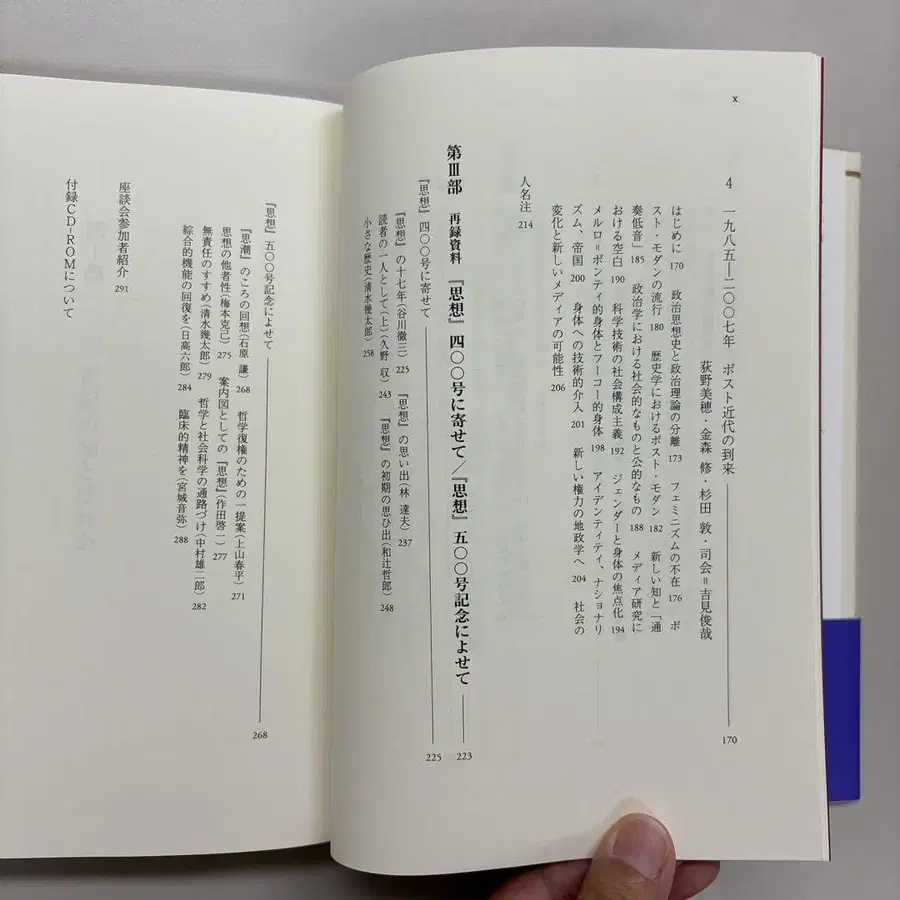 x
4 一九八五―二〇〇七年 ポスト近代の到来 170
荻野美穂・金森 修・杉田 敦・司会=吉見俊哉
はじめに 170 政治思想史と政治理論の分離 173 フェミニズムの不在 176 ポ
スト・モダンの流行 180 歴史学におけるポスト・モダン 182 新しい知と「通
奏低音」 185 政治学における社会的なものと公的なもの 188 メディア研究に
おける空白 190 科学技術の社会構成主義 192 ジェンダーと身体の焦点化 194
メルロ=ポンティ的身体とフーコー的身体 198 アイデンティティ、ナショナリ
ズム、帝国 200 身体への技術的介入 201 新しい権力の地政学へ 204 社会の
変化と新しいメディアの可能性 206
人名注 214
第Ⅲ部 再録資料 『思想』四〇〇号に寄せて/『思想』五〇〇号記念によせて 223
『思想』四〇〇号に寄せて 225
『思想』の十七年(谷川徹三) 225 『思想』の思い出(林 達夫) 237
読者の一人として(上)(久野 収) 243 『思想』の初期の思ひ出(和辻哲郎) 248
小さな歴史(清水幾太郎) 258
『思想』五〇〇号記念によせて 268
『思潮』のころの回想(石原 謙) 268 哲学復権のための一提案(上山春平) 271
思想の他者性(梅本克己) 275 案内図としての『思想』(作田啓一) 277
無責任のすすめ(清水幾太郎) 279 哲学と社会科学の通路づけ(中村雄二郎) 282
綜合的機能の回復を(日高六郎) 284 臨床的精神を(宮城音弥) 288
座談会参加者紹介 291
付録CD-ROMについて